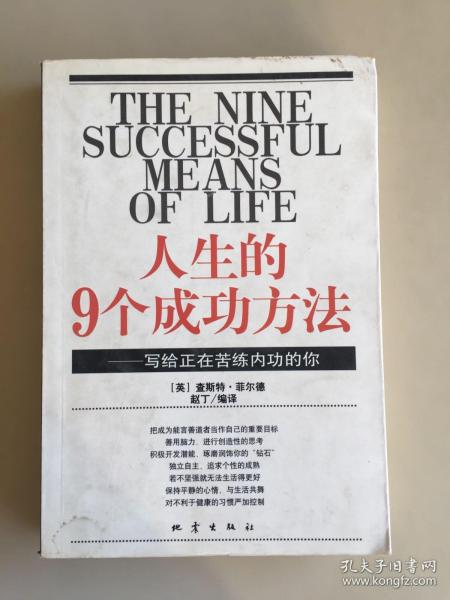 THE NINE
SUCCESSFUL
MEANS
OF LIFE
人生的
9个成功方法
——写给正在苦练内功的你
[英]查斯特·菲尔德
赵丁/编译
把成为能言善道者当作自己的重要目标
善用脑力，进行创造性的思考
积极开发潜能，琢磨润饰你的“钻石”
独立自主，追求个性的成熟
若不坚强就无法生活得更好
保持平静的心情，与生活共舞
对不利于健康的习惯严加控制
地震出版社
孔夫子旧书网
www.kongfz.com